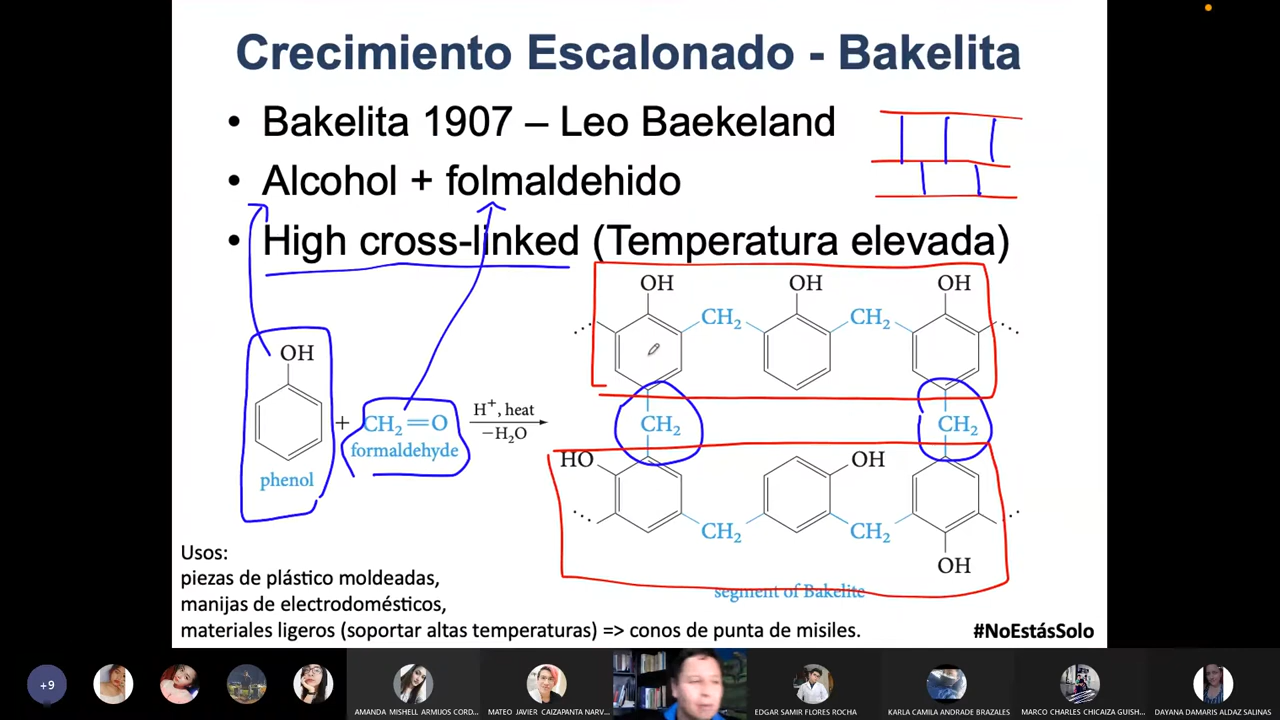 Crecimiento Escalonado - Bakelita
• Bakelita 1907 – Leo Baekeland
• Alcohol + folmaldehido
• High cross-linked (Temperatura elevada)
OH OH OH
CH₂ CH₂
OH
+ CH₂=O
formaldehyde
H⁺, heat
−H₂O
phenol
CH₂ CH₂
HO OH
CH₂ CH₂
OH
segment of Bakelite
Usos:
piezas de plástico moldeadas,
manijas de electrodomésticos,
materiales ligeros (soportar altas temperaturas) => conos de punta de misiles.
#NoEstásSolo
+9
AMANDA MISHELL ARMIJOS CORD...
MATEO JAVIER CAIZAPANTA NARV...
EDGAR SAMIR FLORES ROCHA
KARLA CAMILA ANDRADE BRAZALES
MARCO CHARLES CHICAIZA GUISH...
DAYANA DAMARIS ALDAZ SALINAS